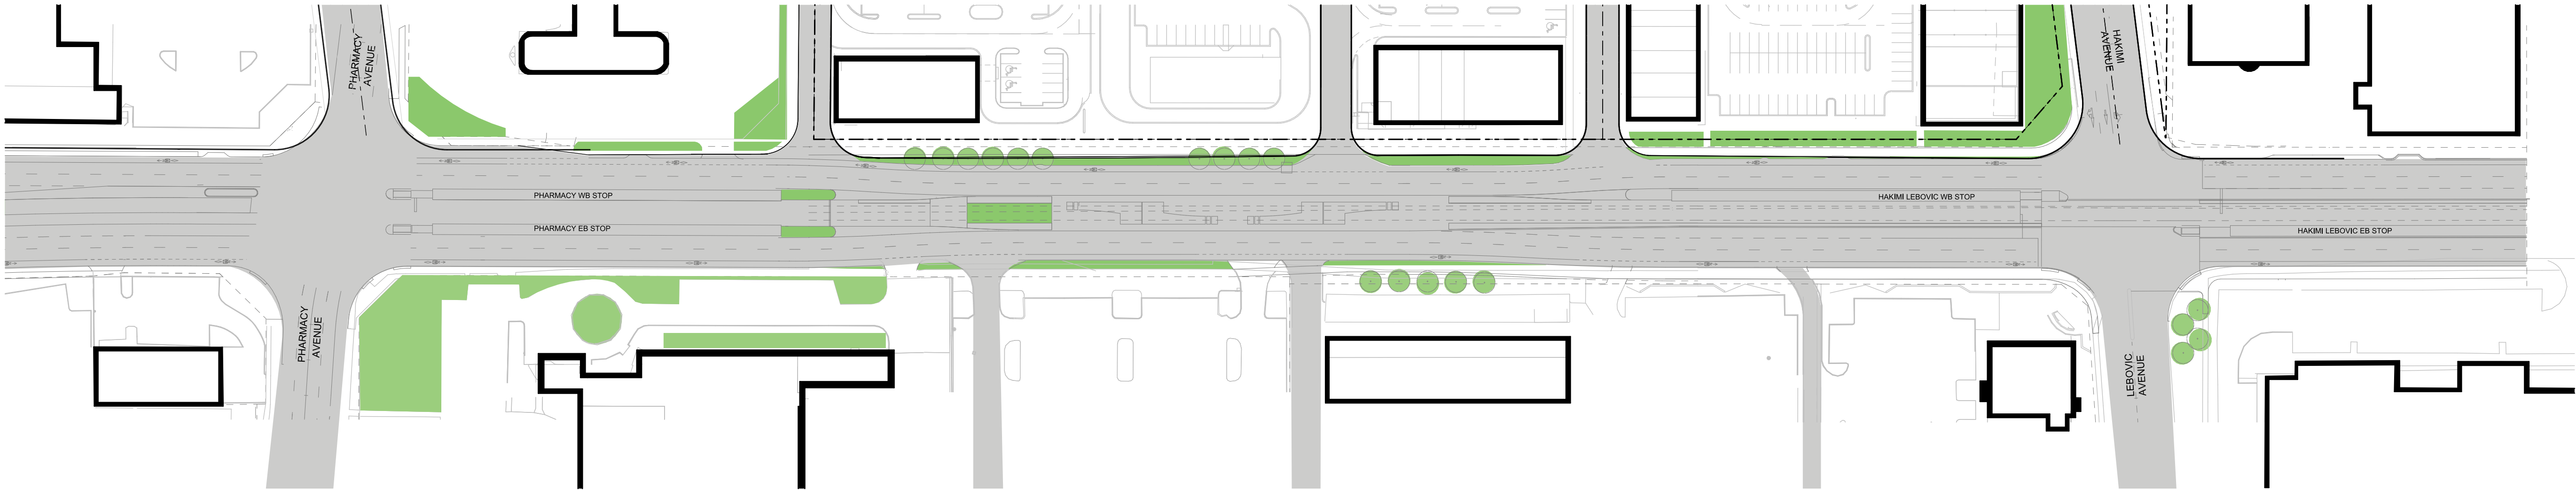 PHARMACY
AVENUE
HAKIMI
AVENUE
PHARMACY WB STOP
HAKIMI LEBOVIC WB STOP
PHARMACY EB STOP
HAKIMI LEBOVIC EB STOP
PHARMACY
AVENUE
LEBOVIC
AVENUE